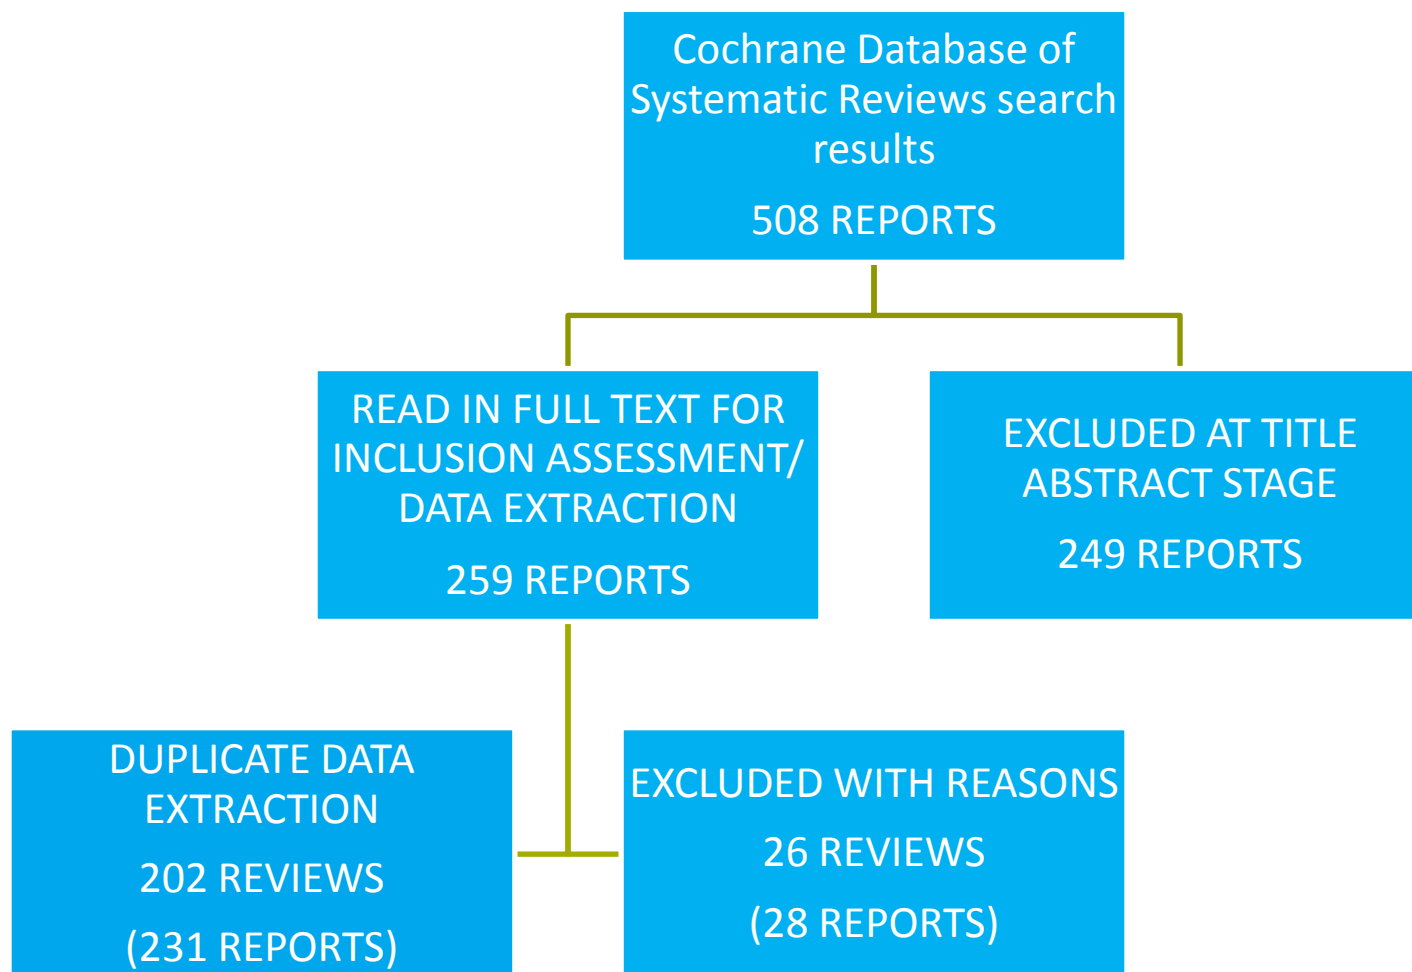 Cochrane Database of
Systematic Reviews search
results
508 REPORTS
READ IN FULL TEXT FOR
INCLUSION ASSESSMENT/
DATA EXTRACTION
259 REPORTS
EXCLUDED AT TITLE
ABSTRACT STAGE
249 REPORTS
DUPLICATE DATA
EXTRACTION
202 REVIEWS
(231 REPORTS)
EXCLUDED WITH REASONS
26 REVIEWS
(28 REPORTS)